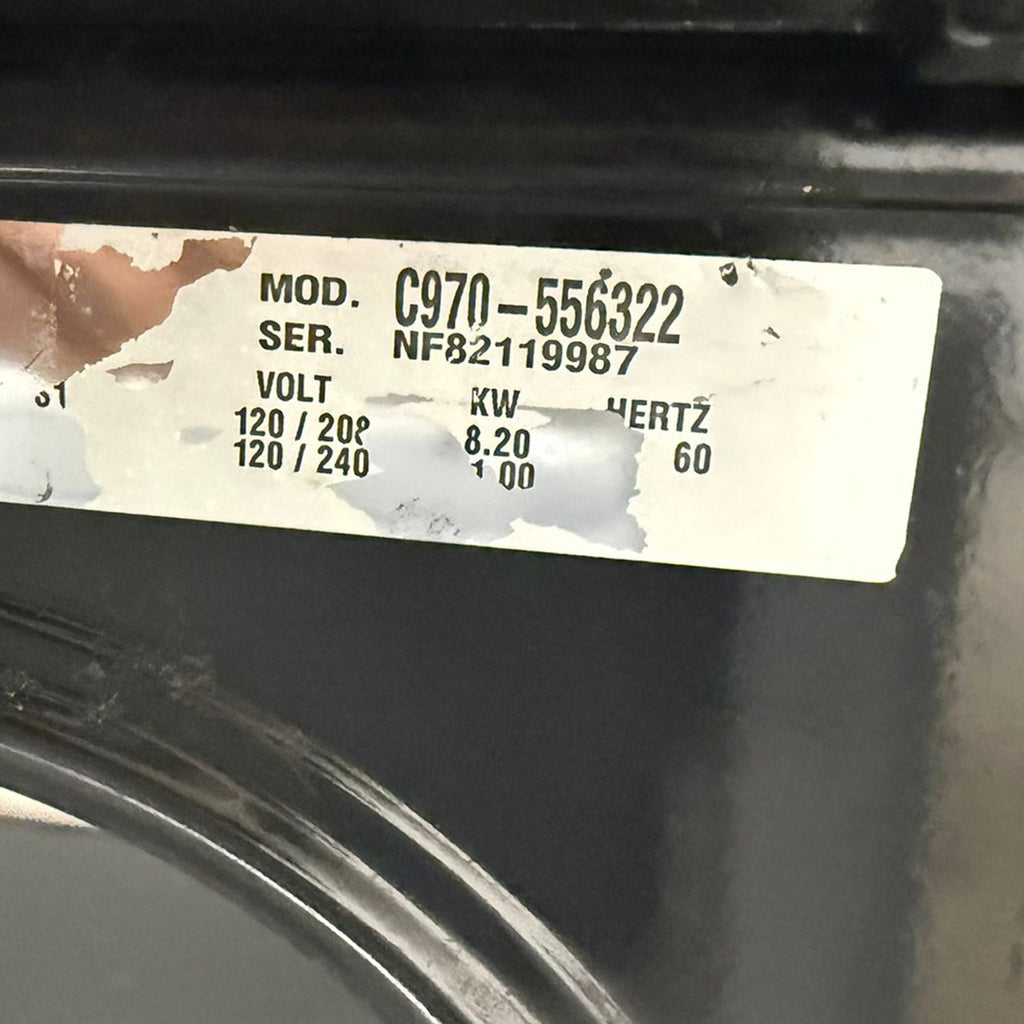 MOD. C970-556322
SER. NF82119987
VOLT KW HERTZ
120 / 208 8.20 60
120 / 240